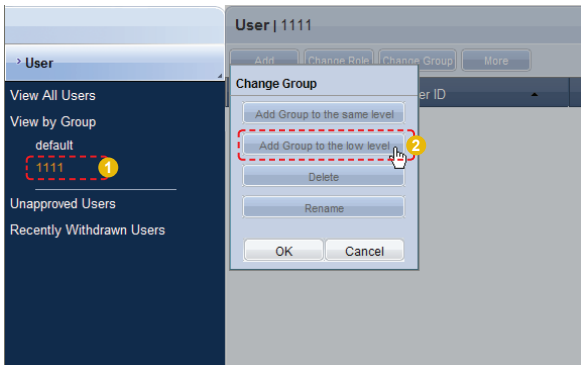 User | 1111
› User
Add Change Role Change Group More
Change Group
er ID
View All Users
Add Group to the same level
View by Group
default
Add Group to the low level 2
1111 1
Delete
Unapproved Users
Rename
Recently Withdrawn Users
OK Cancel